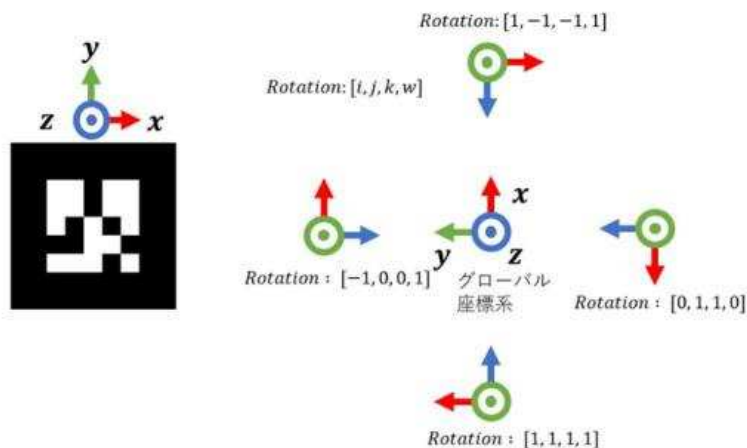 Rotation: [1, −1, −1, 1]
y
Rotation: [i, j, k, w]
z
x
x
y
z
Rotation : [−1, 0, 0, 1]
グローバル
座標系
Rotation : [0, 1, 1, 0]
Rotation : [1, 1, 1, 1]